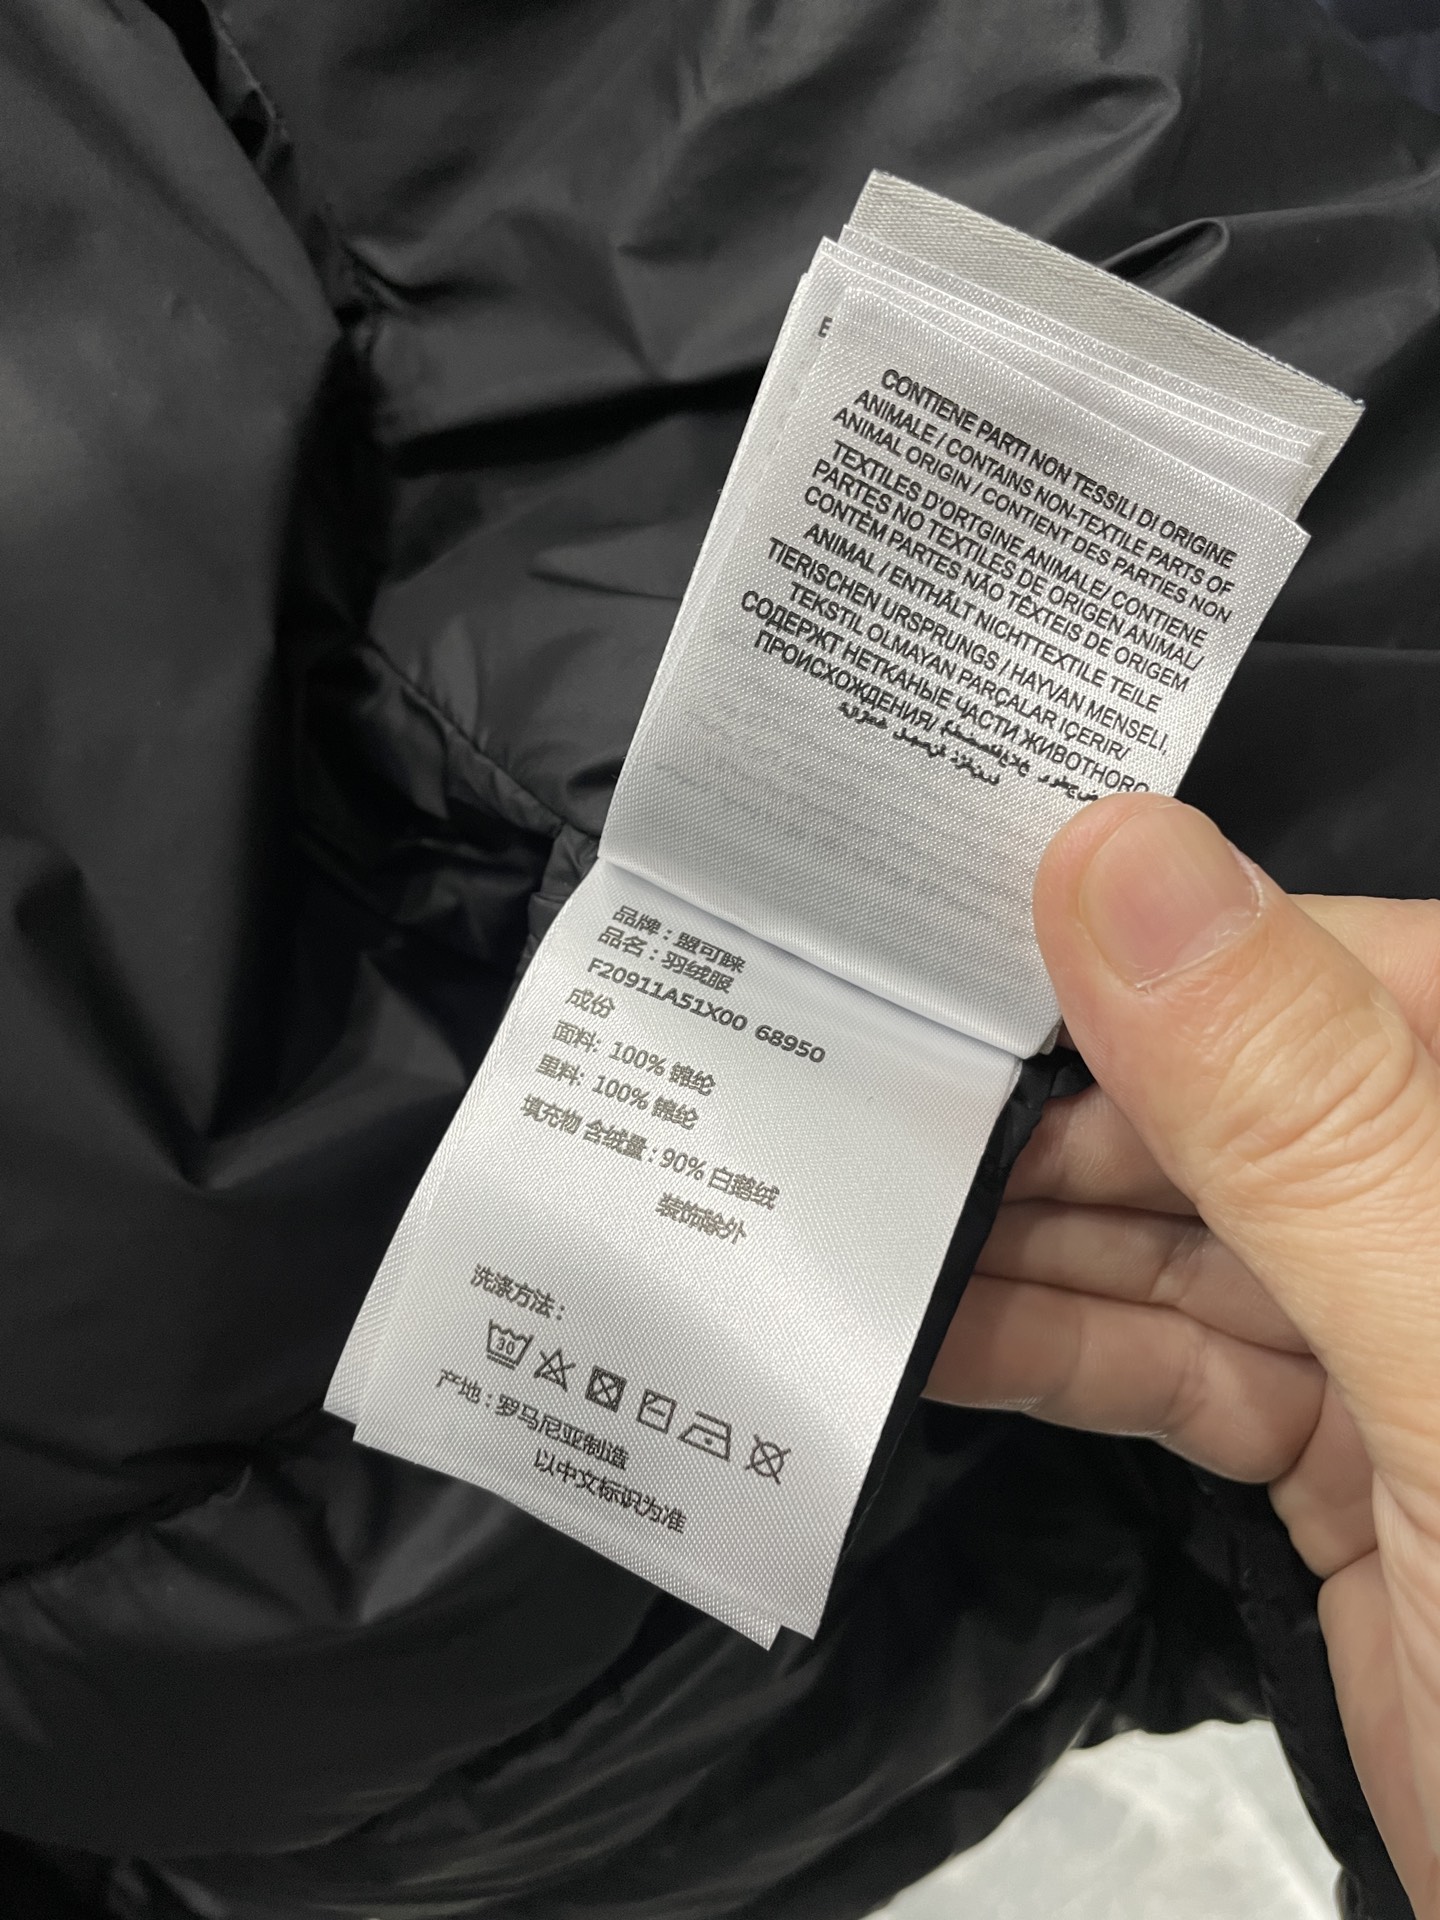 E
CONTIENE PARTI NON TESSILI DI ORIGINE
ANIMALE / CONTAINS NON-TEXTILE PARTS OF
ANIMAL ORIGIN / CONTIENT DES PARTIES NON
TEXTILES D'ORTGINE ANIMALE/ CONTIENE
PARTES NO TEXTILES DE ORIGEN ANIMAL/
CONTÈM PARTES NÃO TÊXTEIS DE ORIGEM
ANIMAL / ENTHÄLT NICHTTEXTILE TEILE
TIERISCHEN URSPRUNGS / HAYVAN MENSELI,
TEKSTIL OLMAYAN PARÇALAR IÇERIR/
СОДЕРЖТ НЕТКАНЫЕ ЧАСТИ ЖИВОТНОГО
ПРОИСХОЖДЕНИЯ/
品牌：盟可睐
品名：羽绒服
F20911A51X00 68950
成份
面料: 100% 锦纶
里料: 100% 锦纶
填充物 含绒量：90% 白鹅绒
装饰除外
洗涤方法：
30
产地：罗马尼亚制造
以中文标识为准